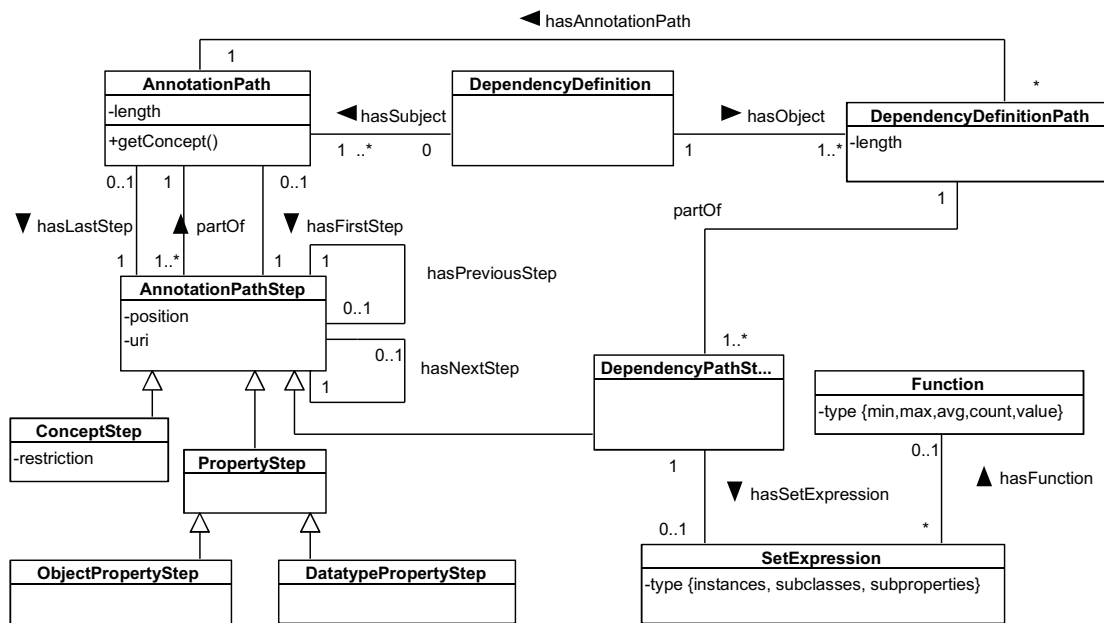 ◄ hasAnnotationPath
1
*
AnnotationPath
-length
+getConcept()
◄ hasSubject
1 ..*
0
DependencyDefinition
► hasObject
1
1..*
DependencyDefinitionPath
-length
0..1
1
0..1
1
▼ hasLastStep
▲ partOf
▼ hasFirstStep
partOf
1
1..*
1
1
hasPreviousStep
0..1
AnnotationPathStep
-position
-uri
0..1
hasNextStep
1
1..*
DependencyPathSt...
Function
-type {min,max,avg,count,value}
ConceptStep
-restriction
PropertyStep
1
0..1
▼ hasSetExpression
▲ hasFunction
0..1
*
ObjectPropertyStep
DatatypePropertyStep
SetExpression
-type {instances, subclasses, subproperties}